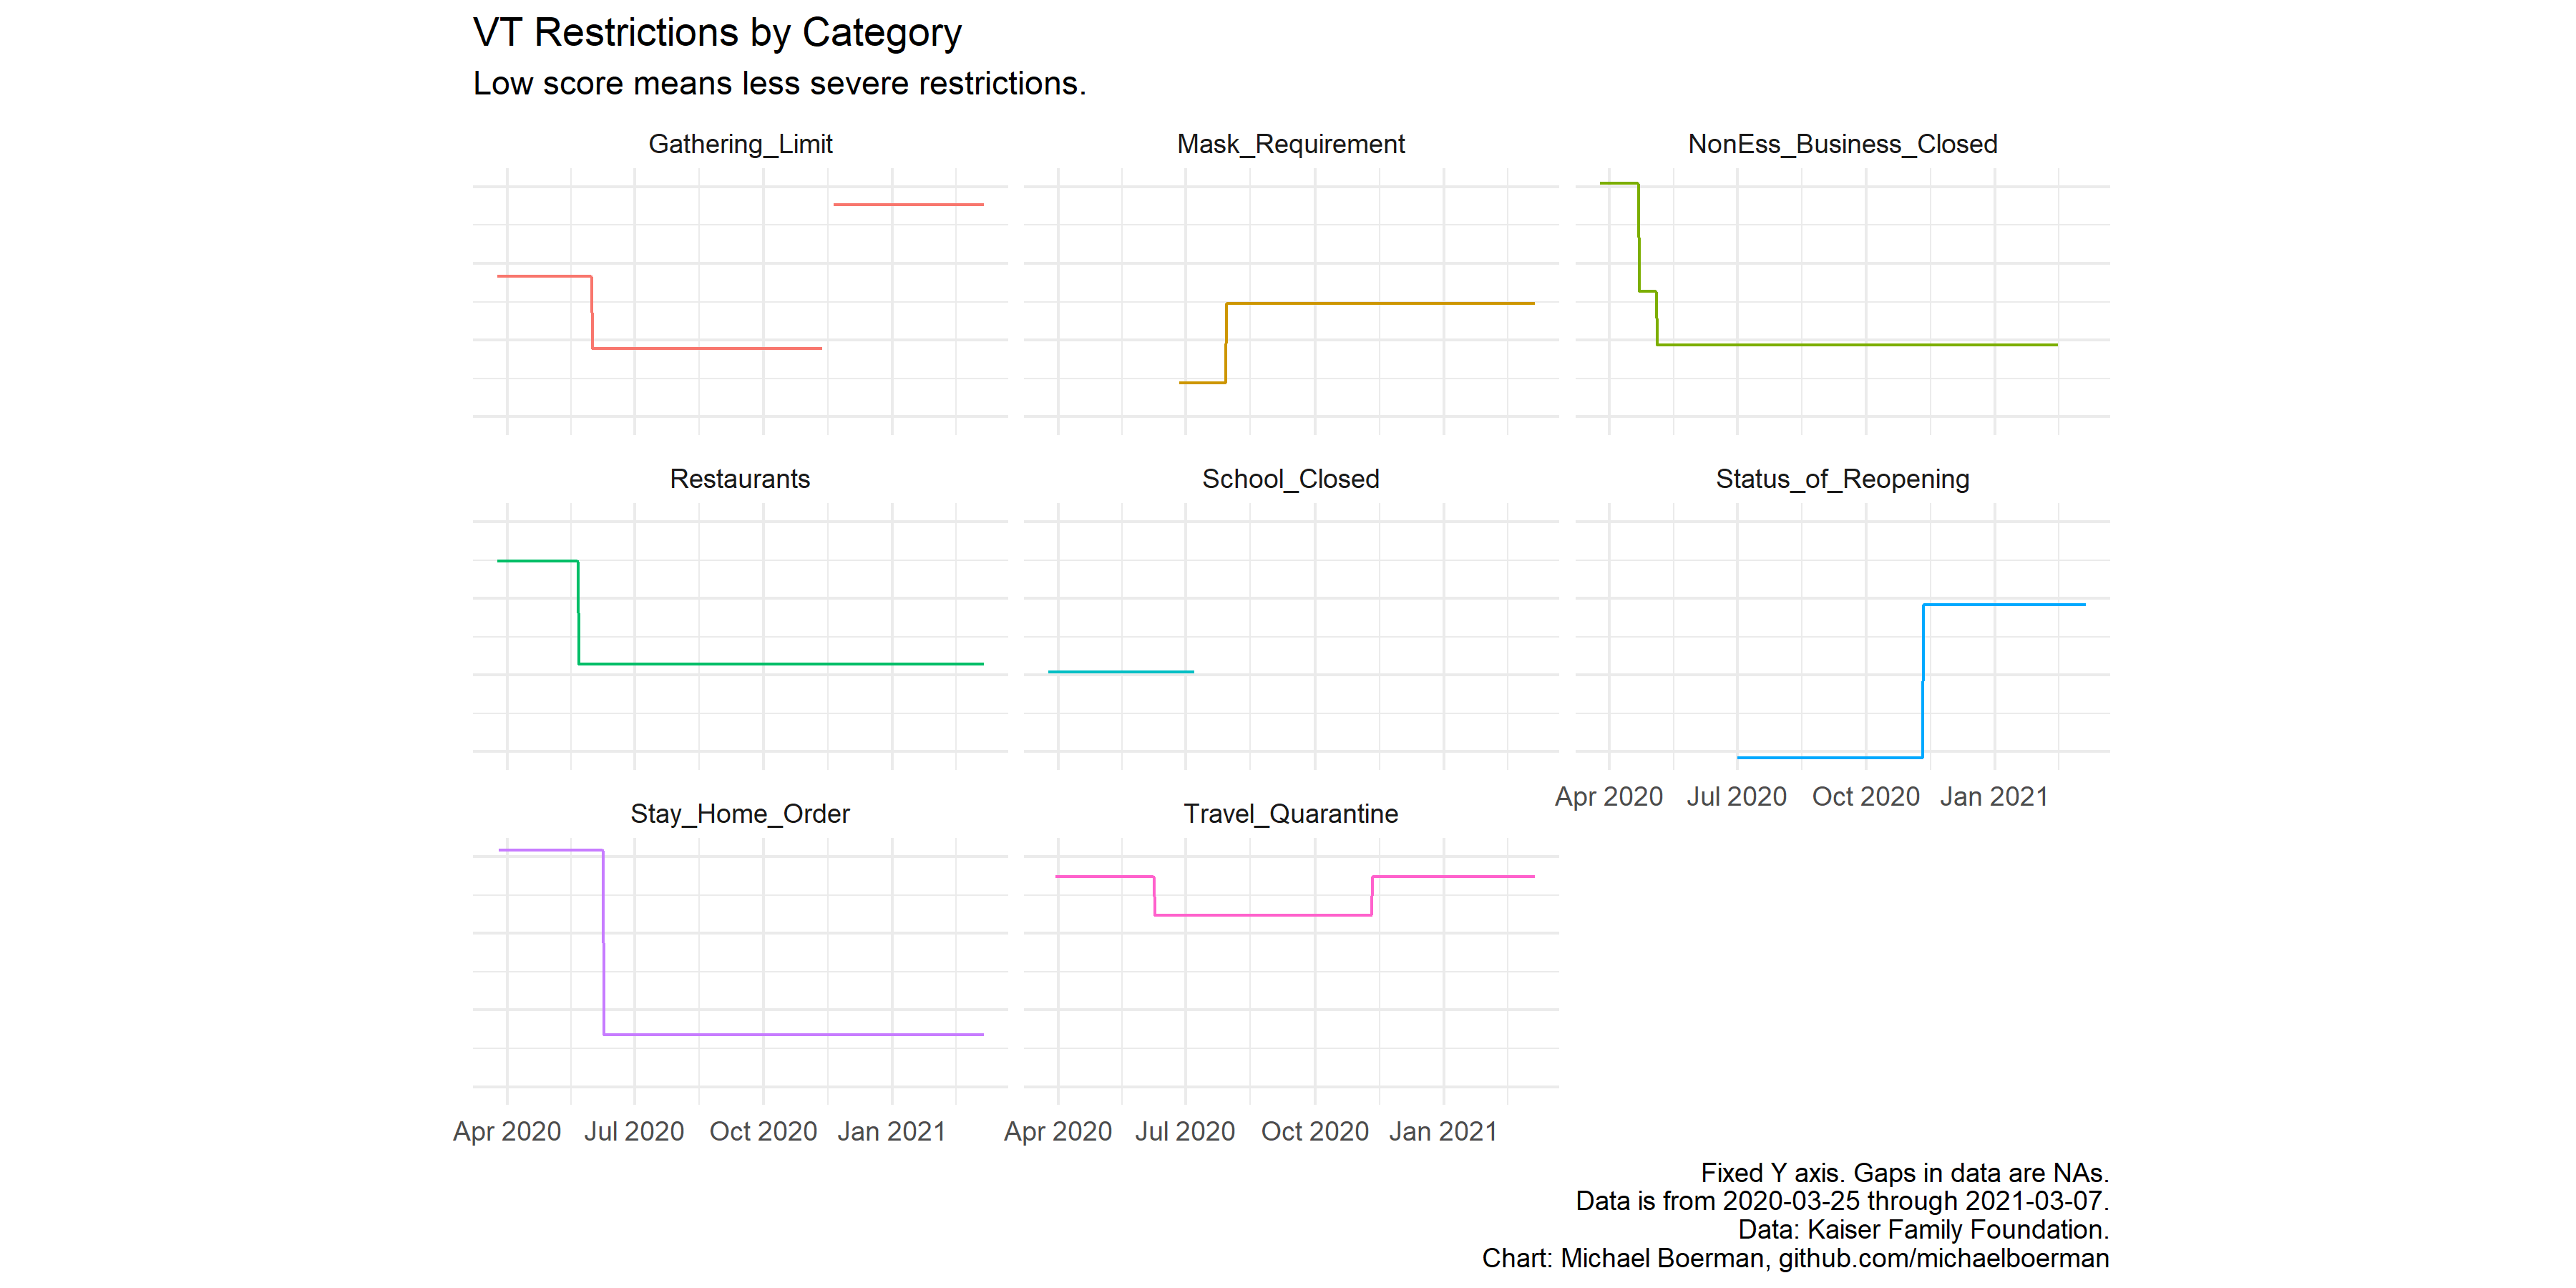 VT Restrictions by Category
Low score means less severe restrictions.
Gathering_Limit
Mask_Requirement
NonEss_Business_Closed
Restaurants
School_Closed
Status_of_Reopening
Apr 2020 Jul 2020 Oct 2020 Jan 2021
Stay_Home_Order
Travel_Quarantine
Apr 2020 Jul 2020 Oct 2020 Jan 2021
Apr 2020 Jul 2020 Oct 2020 Jan 2021
Fixed Y axis. Gaps in data are NAs.
Data is from 2020-03-25 through 2021-03-07.
Data: Kaiser Family Foundation.
Chart: Michael Boerman, github.com/michaelboerman